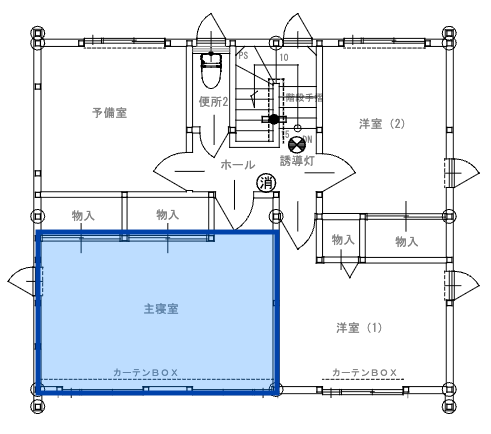 PS
10
予備室
便所2
階段手摺
洋室（2）
15
DN
ホール
誘導灯
消
物入
物入
物入
物入
主寝室
洋室（1）
カーテンＢＯＸ
カーテンＢＯＸ